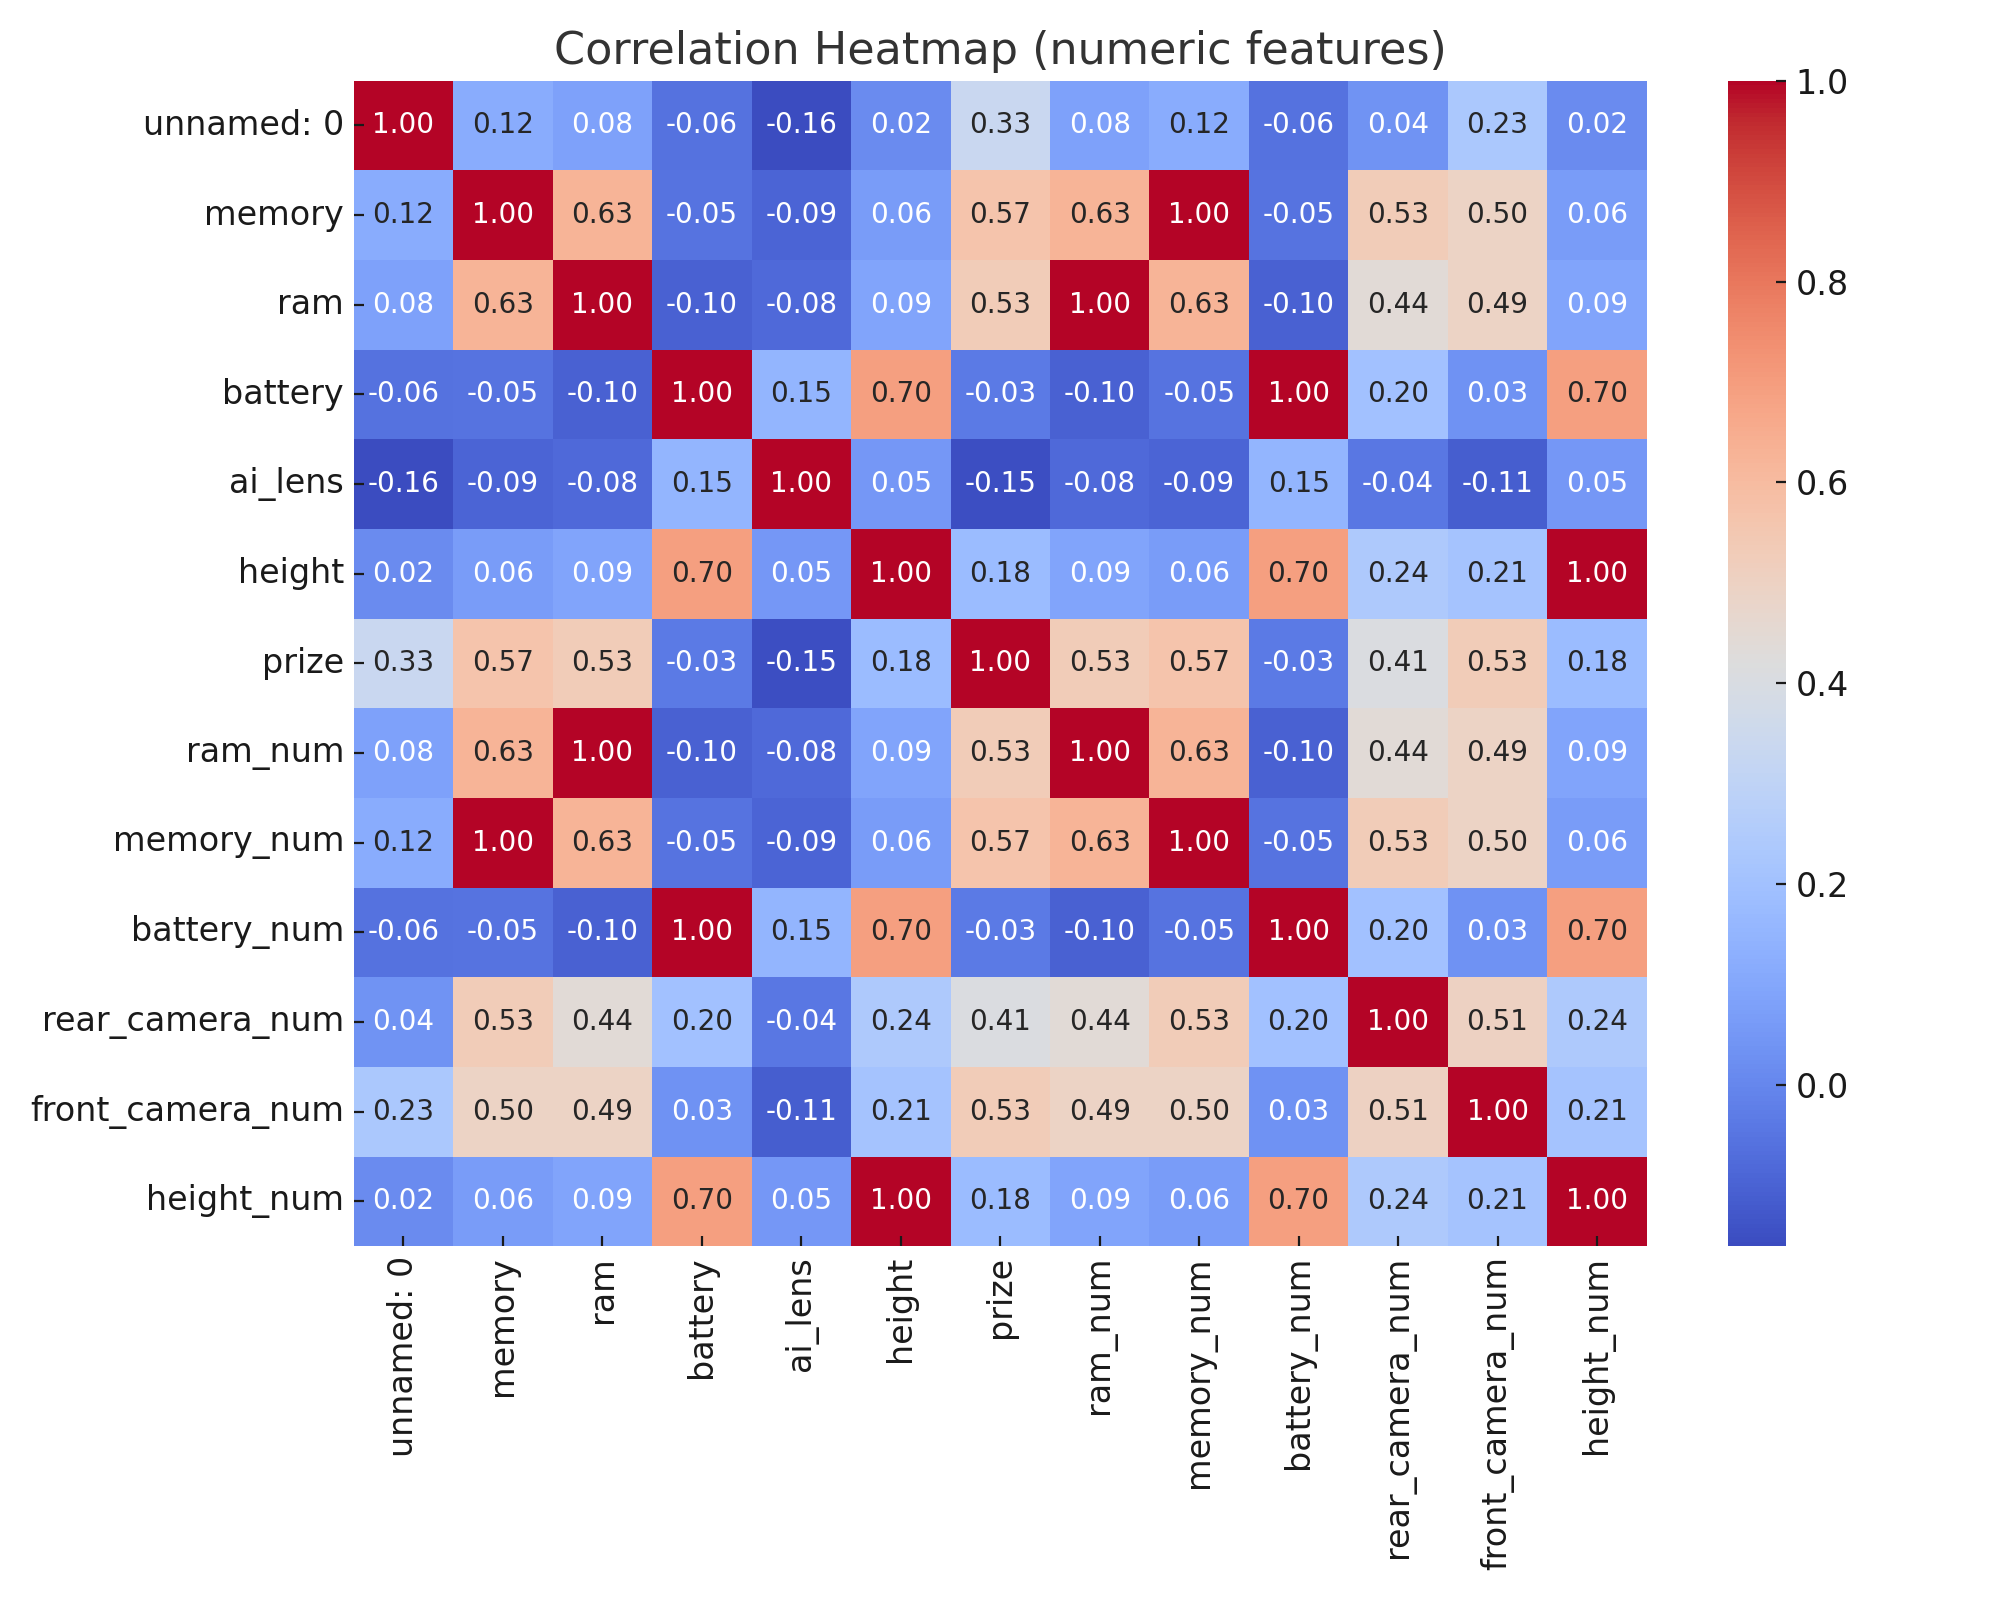 Correlation Heatmap (numeric features)
unnamed: 0 1.00 0.12 0.08 -0.06 -0.16 0.02 0.33 0.08 0.12 -0.06 0.04 0.23 0.02
memory 0.12 1.00 0.63 -0.05 -0.09 0.06 0.57 0.63 1.00 -0.05 0.53 0.50 0.06
ram 0.08 0.63 1.00 -0.10 -0.08 0.09 0.53 1.00 0.63 -0.10 0.44 0.49 0.09
battery -0.06 -0.05 -0.10 1.00 0.15 0.70 -0.03 -0.10 -0.05 1.00 0.20 0.03 0.70
ai_lens -0.16 -0.09 -0.08 0.15 1.00 0.05 -0.15 -0.08 -0.09 0.15 -0.04 -0.11 0.05
height 0.02 0.06 0.09 0.70 0.05 1.00 0.18 0.09 0.06 0.70 0.24 0.21 1.00
prize 0.33 0.57 0.53 -0.03 -0.15 0.18 1.00 0.53 0.57 -0.03 0.41 0.53 0.18
ram_num 0.08 0.63 1.00 -0.10 -0.08 0.09 0.53 1.00 0.63 -0.10 0.44 0.49 0.09
memory_num 0.12 1.00 0.63 -0.05 -0.09 0.06 0.57 0.63 1.00 -0.05 0.53 0.50 0.06
battery_num -0.06 -0.05 -0.10 1.00 0.15 0.70 -0.03 -0.10 -0.05 1.00 0.20 0.03 0.70
rear_camera_num 0.04 0.53 0.44 0.20 -0.04 0.24 0.41 0.44 0.53 0.20 1.00 0.51 0.24
front_camera_num 0.23 0.50 0.49 0.03 -0.11 0.21 0.53 0.49 0.50 0.03 0.51 1.00 0.21
height_num 0.02 0.06 0.09 0.70 0.05 1.00 0.18 0.09 0.06 0.70 0.24 0.21 1.00
unnamed: 0
memory
ram
battery
ai_lens
height
prize
ram_num
memory_num
battery_num
rear_camera_num
front_camera_num
height_num
1.0
0.8
0.6
0.4
0.2
0.0